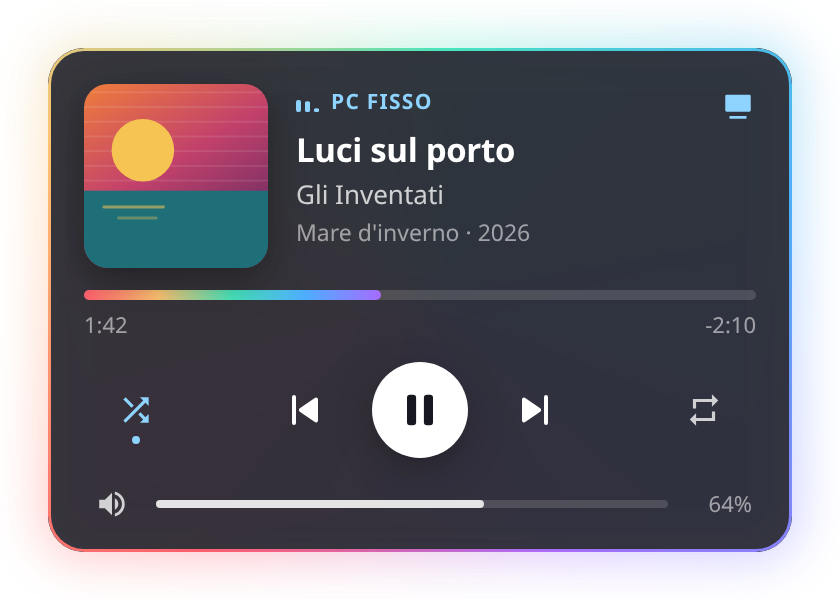 PC FISSO
Luci sul porto
Gli Inventati
Mare d'inverno · 2026
1:42
-2:10
64%